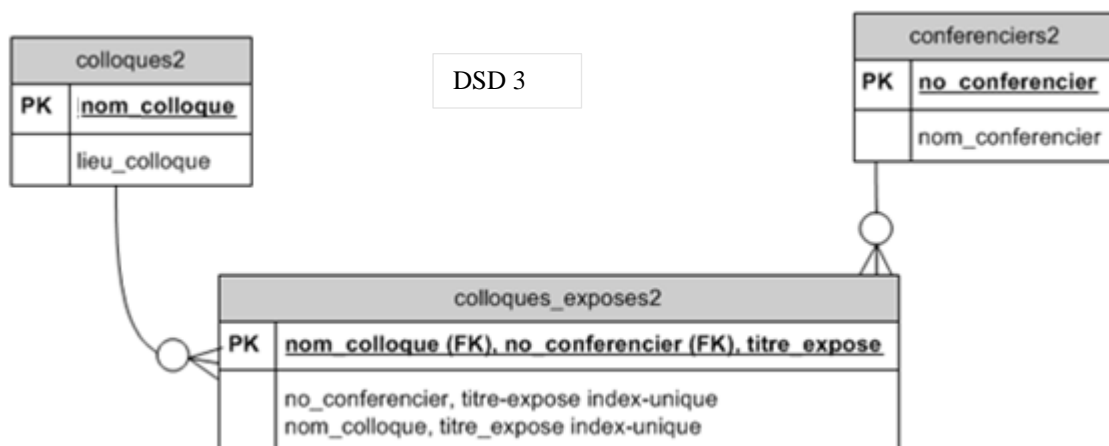 colloques2
PK nom_colloque
lieu_colloque
DSD 3
conferenciers2
PK no_conferencier
nom_conferencier
colloques_exposes2
PK nom_colloque (FK), no_conferencier (FK), titre_expose
no_conferencier, titre-expose index-unique
nom_colloque, titre_expose index-unique